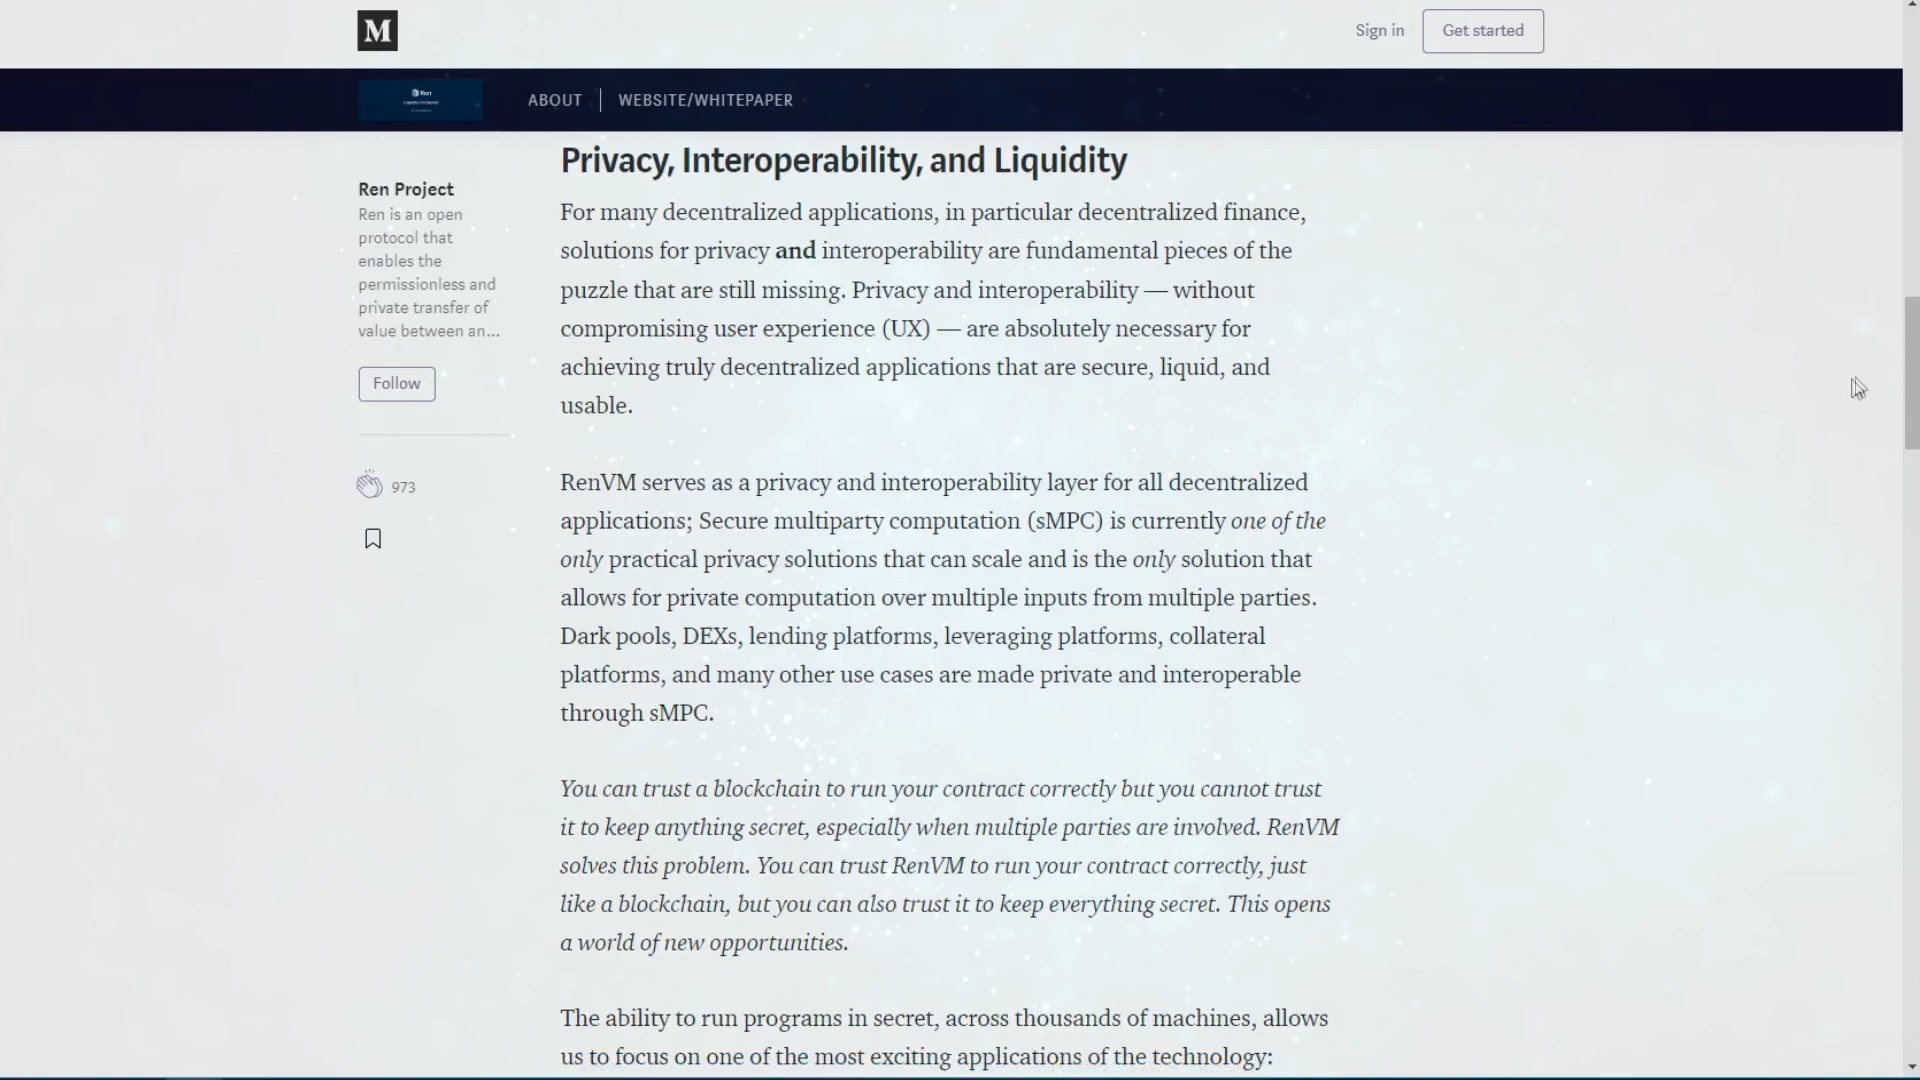 M
Sign in
Get started
Ren
ABOUT
WEBSITE/WHITEPAPER
Privacy, Interoperability, and Liquidity
Ren Project
Ren is an open
protocol that
enables the
permissionless and
private transfer of
value between an...
Follow
973
For many decentralized applications, in particular decentralized finance,
solutions for privacy and interoperability are fundamental pieces of the
puzzle that are still missing. Privacy and interoperability — without
compromising user experience (UX) — are absolutely necessary for
achieving truly decentralized applications that are secure, liquid, and
usable.
RenVM serves as a privacy and interoperability layer for all decentralized
applications; Secure multiparty computation (sMPC) is currently one of the
only practical privacy solutions that can scale and is the only solution that
allows for private computation over multiple inputs from multiple parties.
Dark pools, DEXs, lending platforms, leveraging platforms, collateral
platforms, and many other use cases are made private and interoperable
through sMPC.
You can trust a blockchain to run your contract correctly but you cannot trust
it to keep anything secret, especially when multiple parties are involved. RenVM
solves this problem. You can trust RenVM to run your contract correctly, just
like a blockchain, but you can also trust it to keep everything secret. This opens
a world of new opportunities.
The ability to run programs in secret, across thousands of machines, allows
us to focus on one of the most exciting applications of the technology: